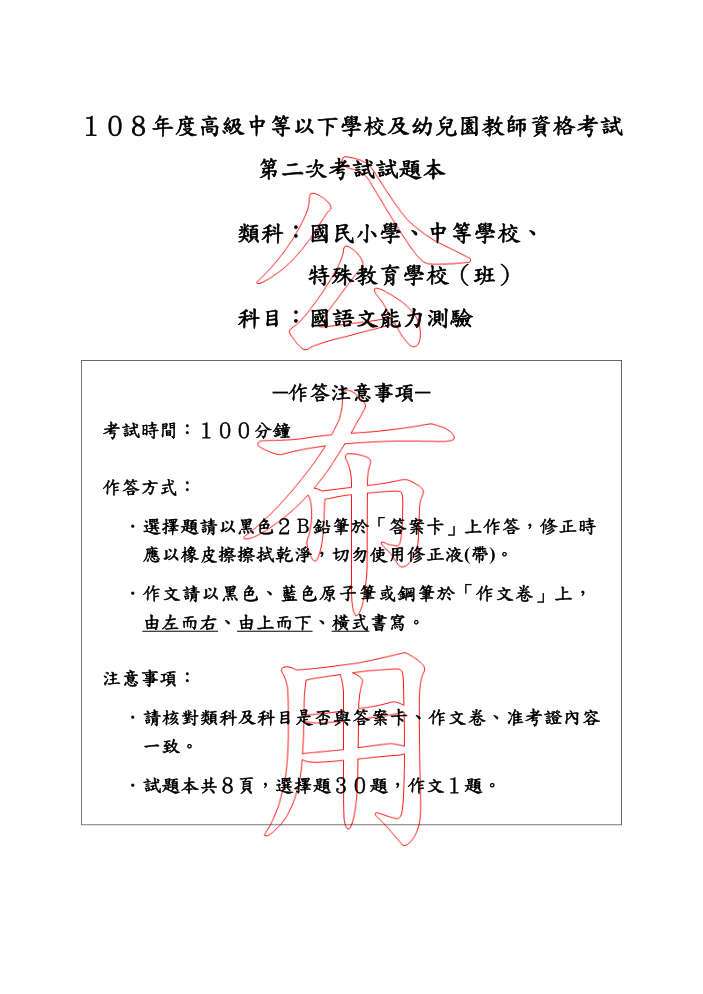 １０８年度高級中等以下學校及幼兒園教師資格考試
第二次考試試題本
類科：國民小學、中等學校、
特殊教育學校（班）
科目：國語文能力測驗
─作答注意事項─
考試時間：１００分鐘
作答方式：
．選擇題請以黑色２Ｂ鉛筆於「答案卡」上作答，修正時
應以橡皮擦擦拭乾淨，切勿使用修正液(帶)。
．作文請以黑色、藍色原子筆或鋼筆於「作文卷」上，
由左而右、由上而下、橫式書寫。
注意事項：
．請核對類科及科目是否與答案卡、作文卷、准考證內容
一致。
．試題本共８頁，選擇題３０題，作文１題。
公布用